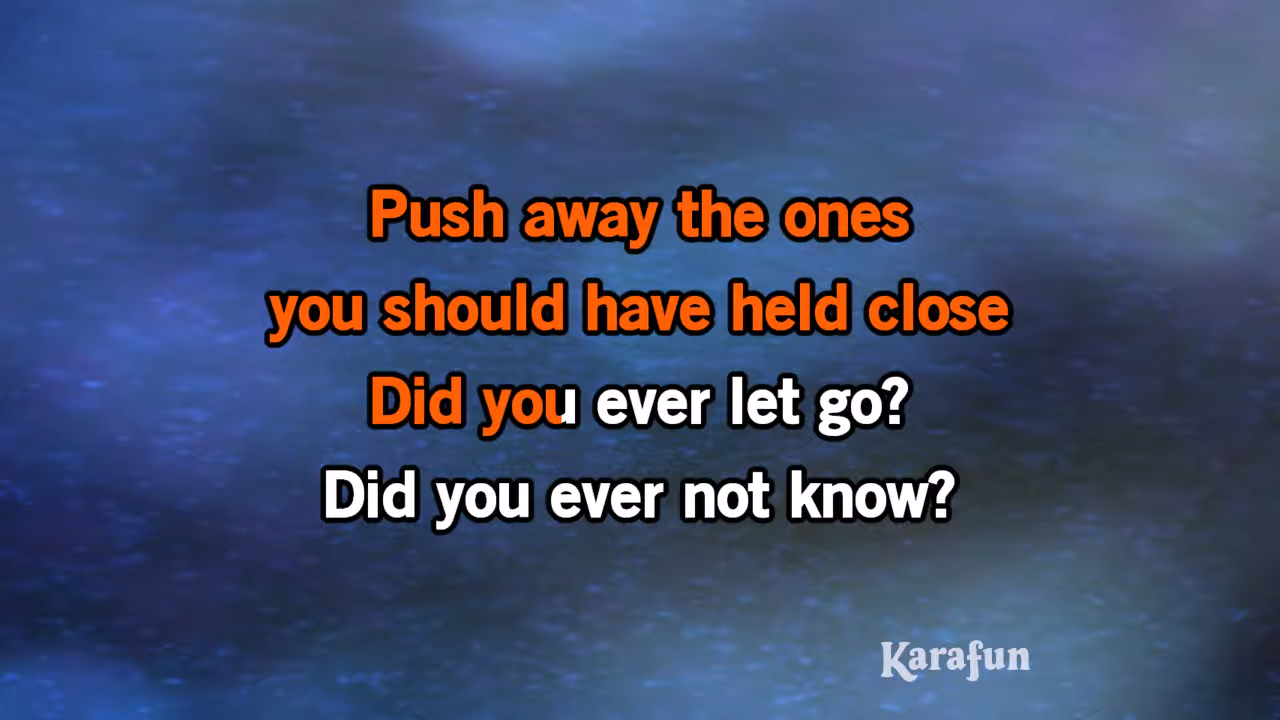 Push away the ones
you should have held close
Did you ever let go?
Did you ever not know?
Karafun